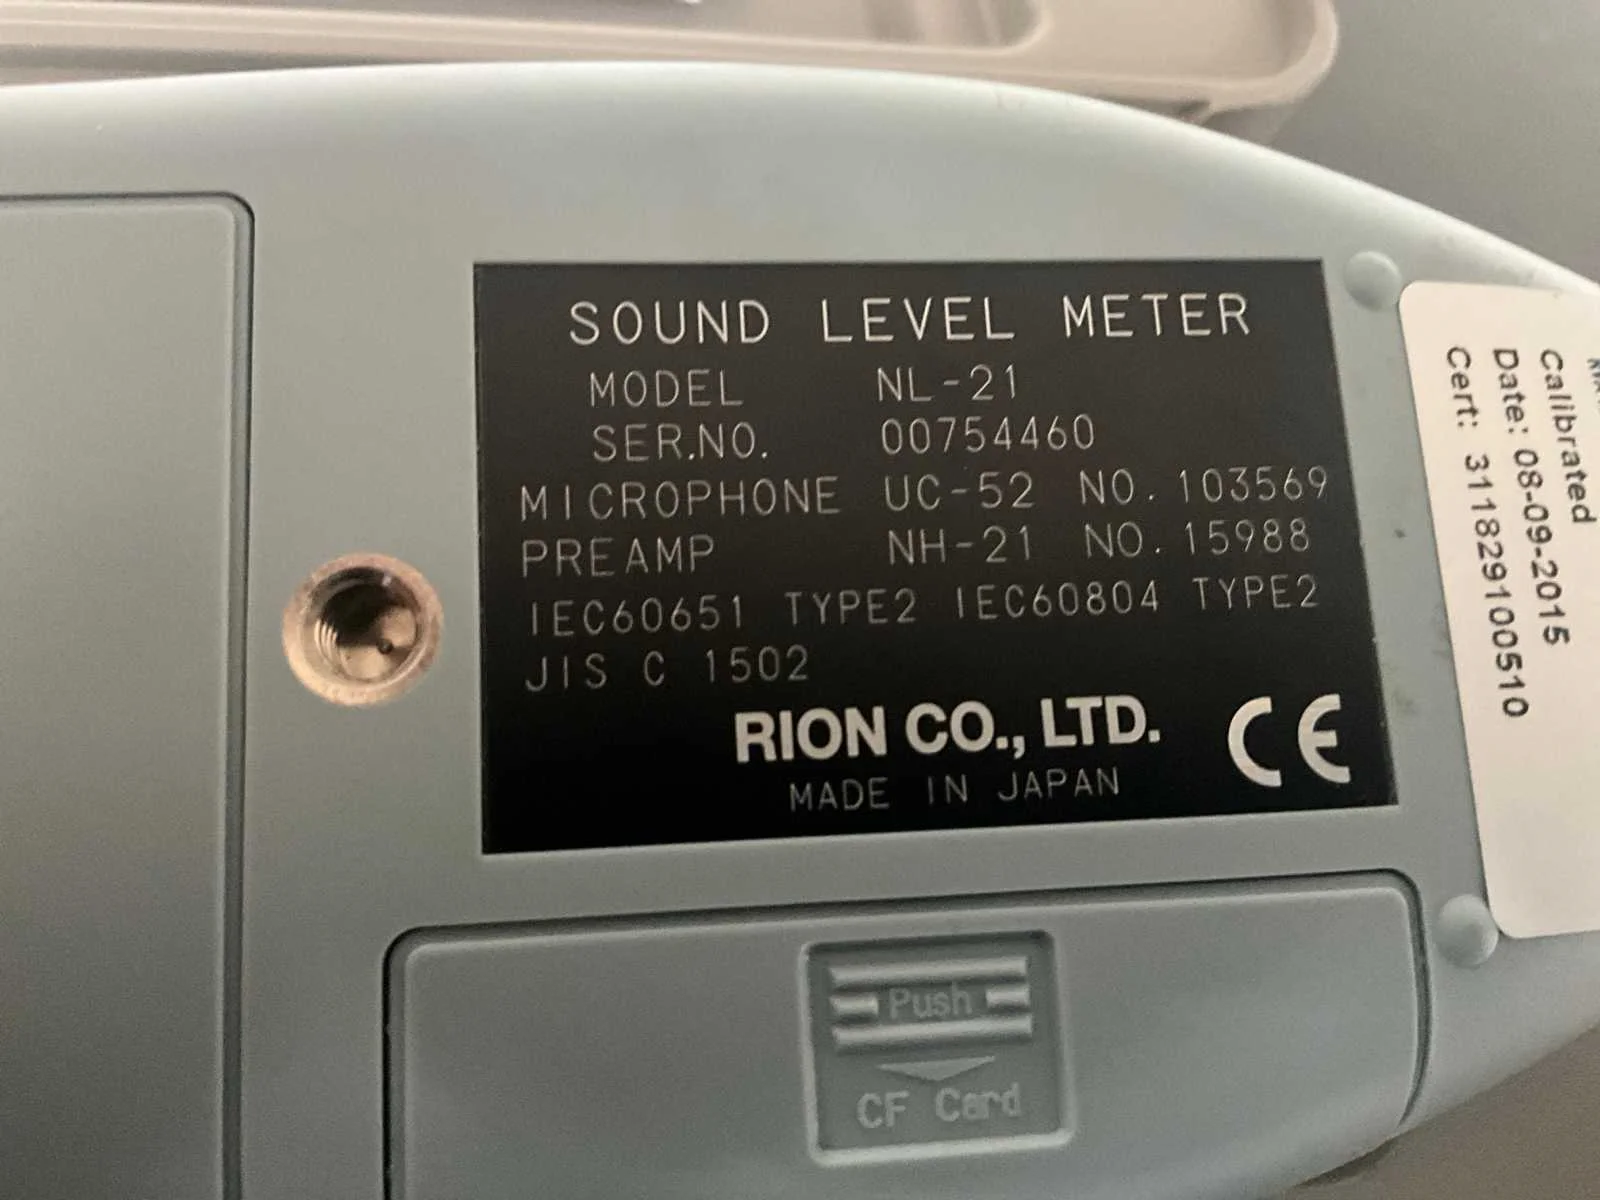 SOUND LEVEL METER
MODEL NL-21
SER.NO. 00754460
MICROPHONE UC-52 NO. 103569
PREAMP NH-21 NO. 15988
IEC60651 TYPE2 IEC60804 TYPE2
JIS C 1502
RION CO., LTD. CE
MADE IN JAPAN
Calibrated
Date: 08-09-2015
Cert: 311829100510
Push
CF Card